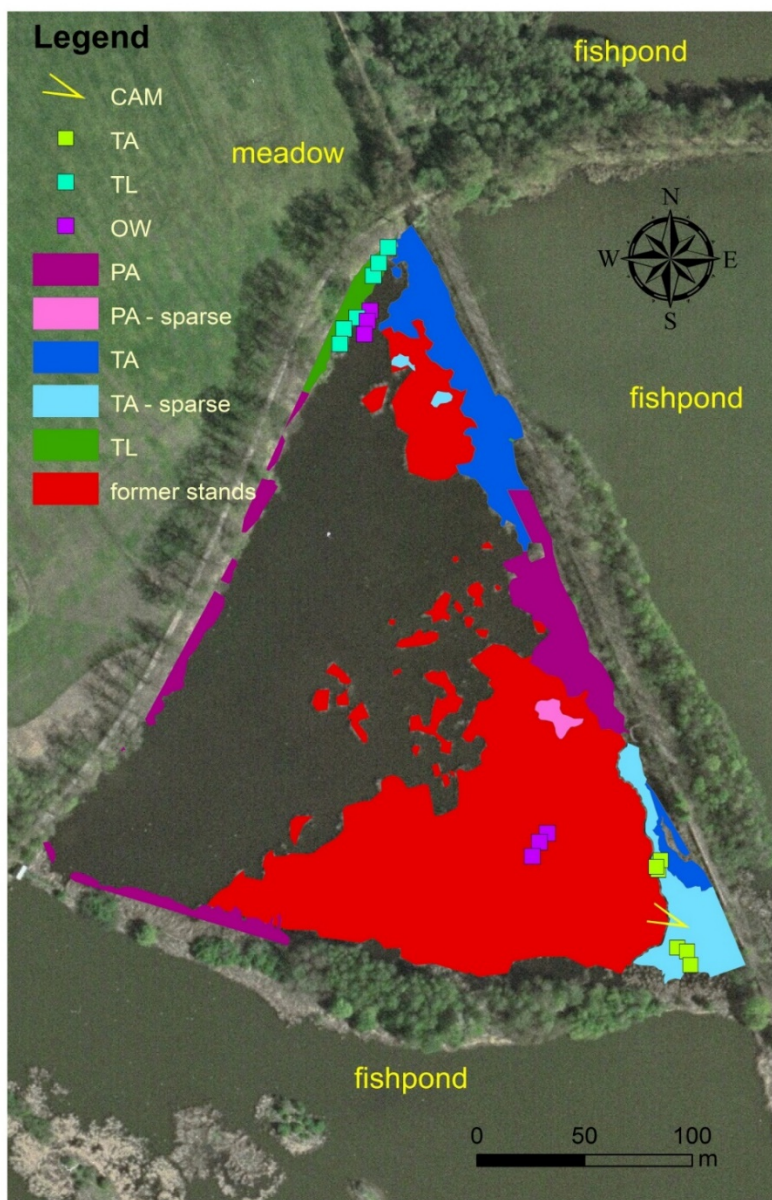 Legend
CAM
TA
TL
OW
PA
PA - sparse
TA
TA - sparse
TL
former stands
fishpond
meadow
N
W E
S
fishpond
fishpond
0 50 100
m